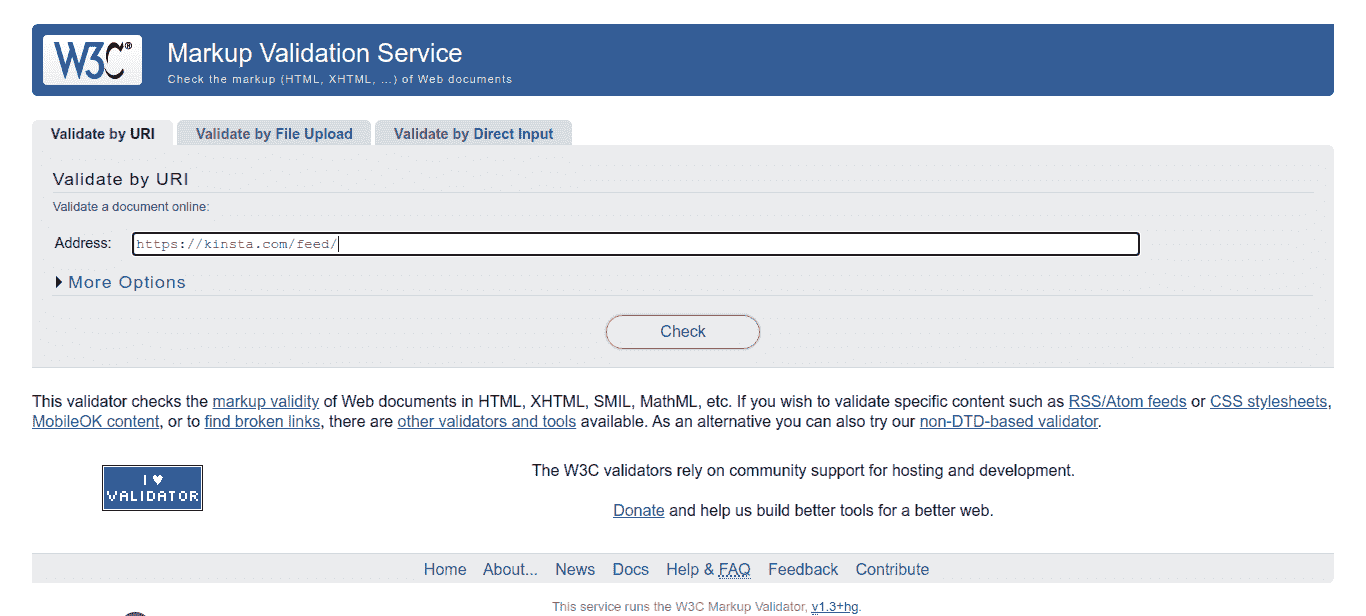 W3C®
Markup Validation Service
Check the markup (HTML, XHTML, ...) of Web documents
Validate by URI
Validate by File Upload
Validate by Direct Input
Validate by URI
Validate a document online:
Address: https://kinsta.com/feed/
More Options
Check
This validator checks the markup validity of Web documents in HTML, XHTML, SMIL, MathML, etc. If you wish to validate specific content such as RSS/Atom feeds or CSS stylesheets,
MobileOK content, or to find broken links, there are other validators and tools available. As an alternative you can also try our non-DTD-based validator.
I ♥
VALIDATOR
The W3C validators rely on community support for hosting and development.
Donate and help us build better tools for a better web.
Home About... News Docs Help & FAQ Feedback Contribute
This service runs the W3C Markup Validator, v1.3+hg.